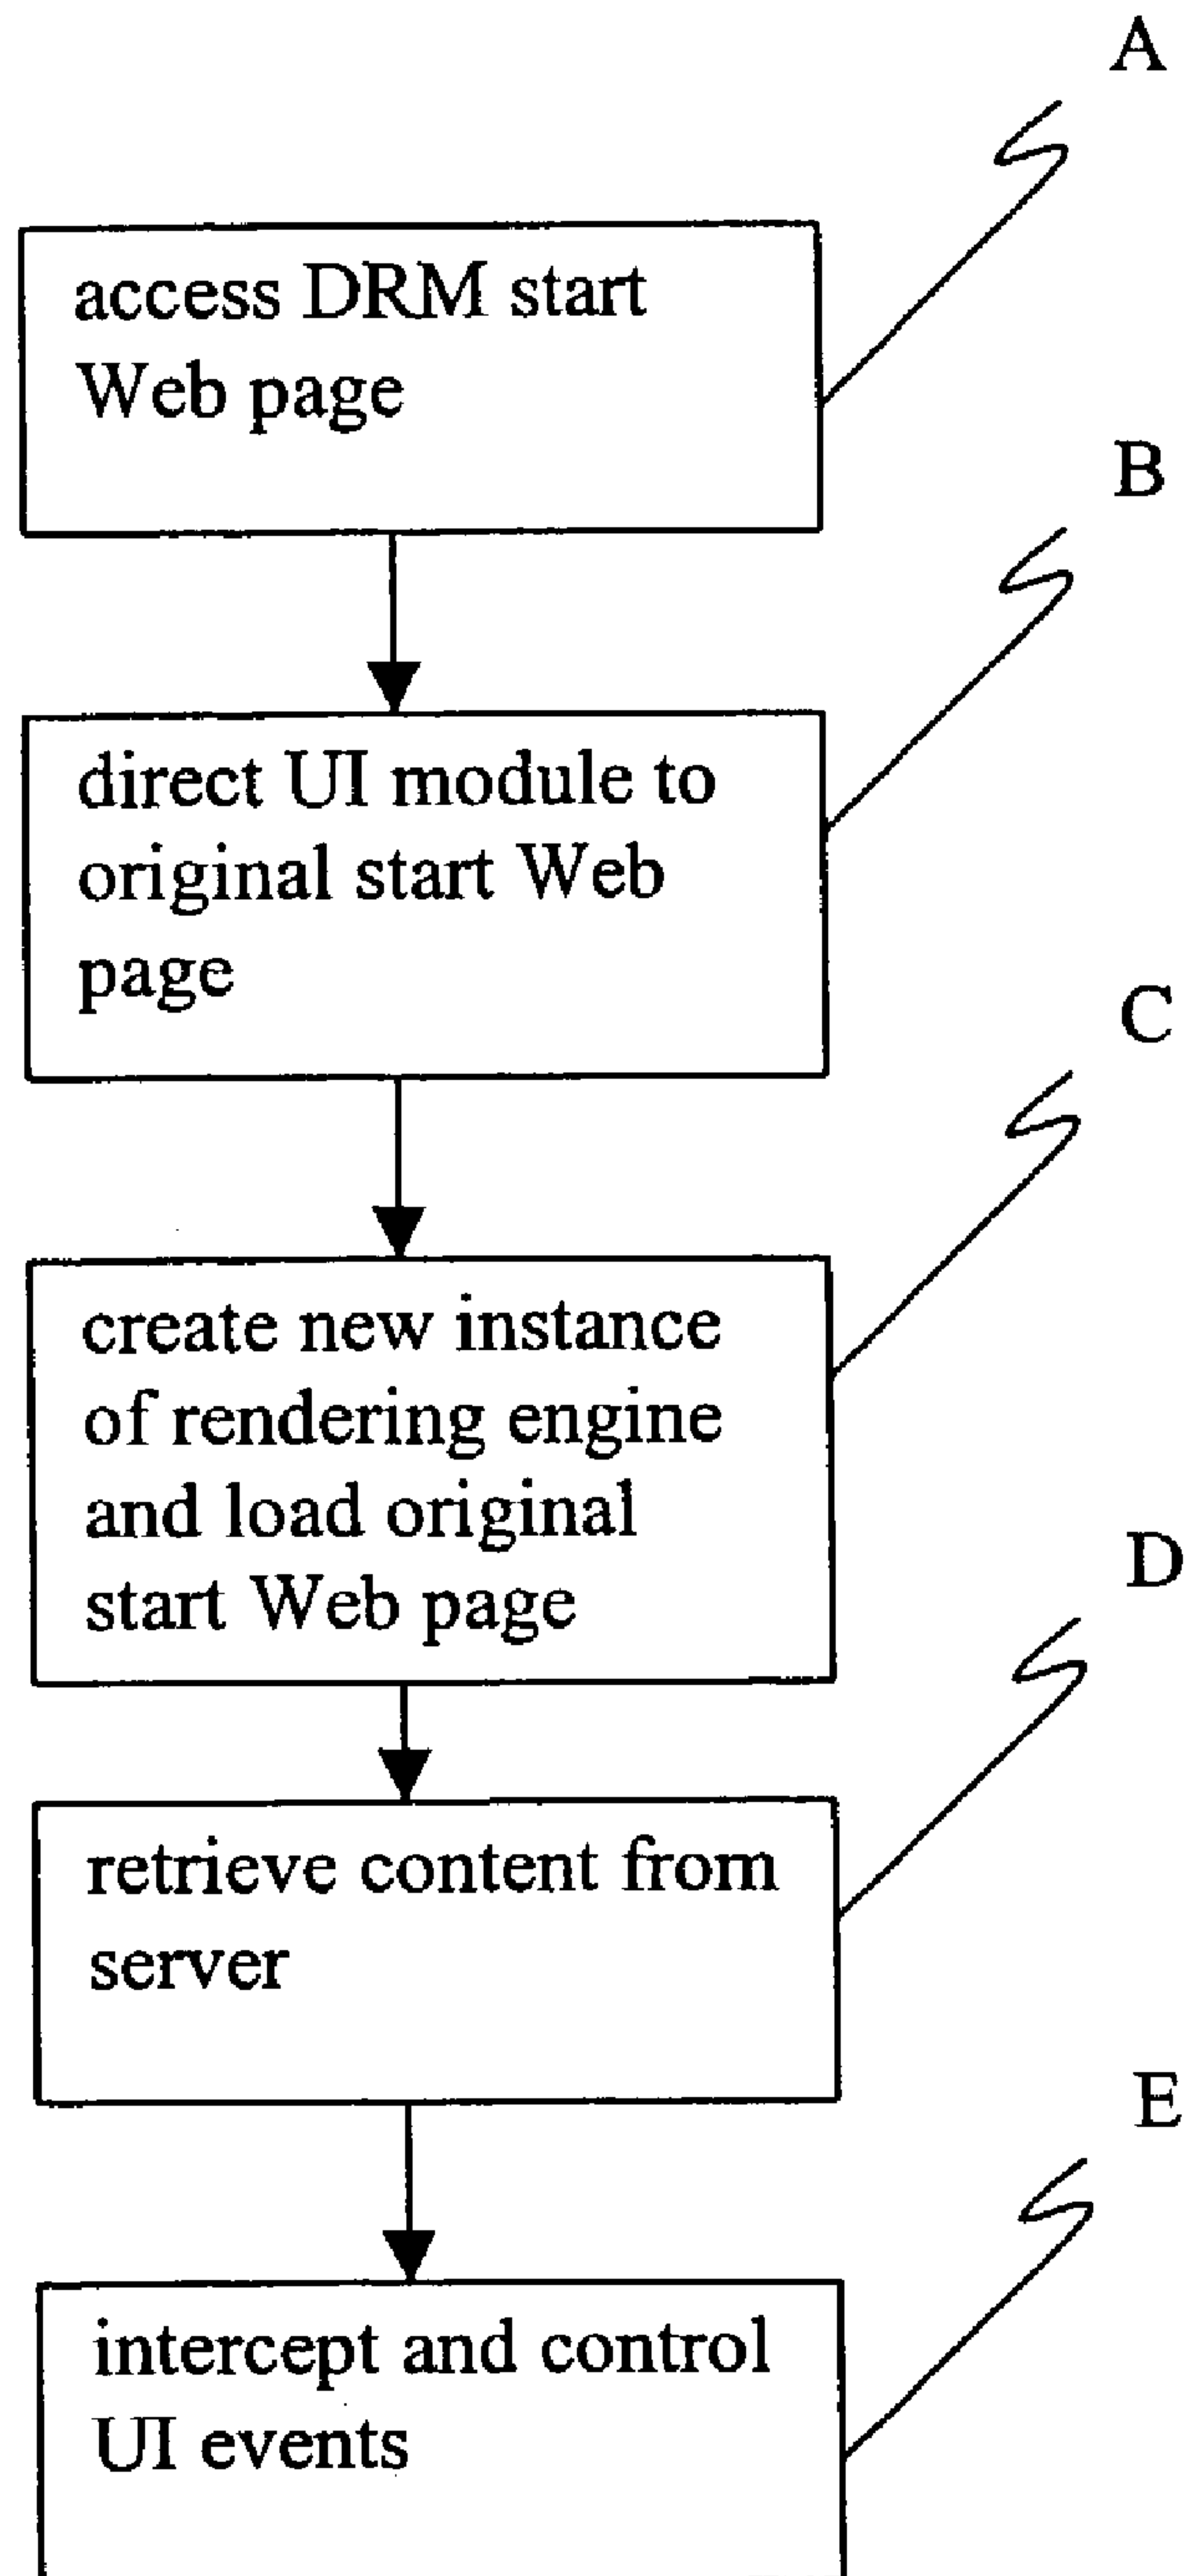 A
access DRM start
Web page
B
direct UI module to
original start Web
page
C
create new instance
of rendering engine
and load original
start Web page
D
retrieve content from
server
E
intercept and control
UI events